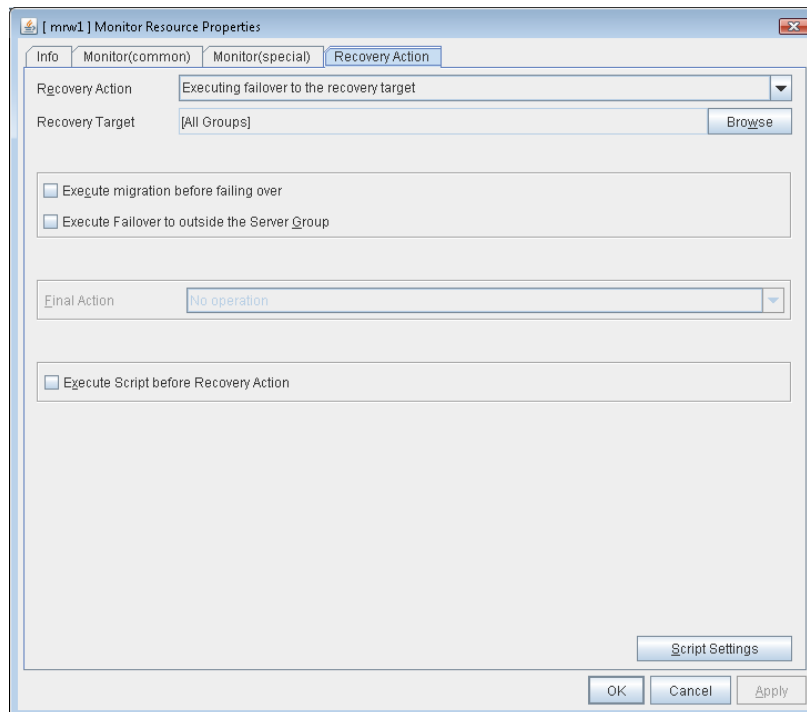 [ mrw1 ] Monitor Resource Properties
Info Monitor(common) Monitor(special) Recovery Action
Recovery Action Executing failover to the recovery target
Recovery Target [All Groups] Browse
Execute migration before failing over
Execute Failover to outside the Server Group
Final Action No operation
Execute Script before Recovery Action
Script Settings
OK Cancel Apply